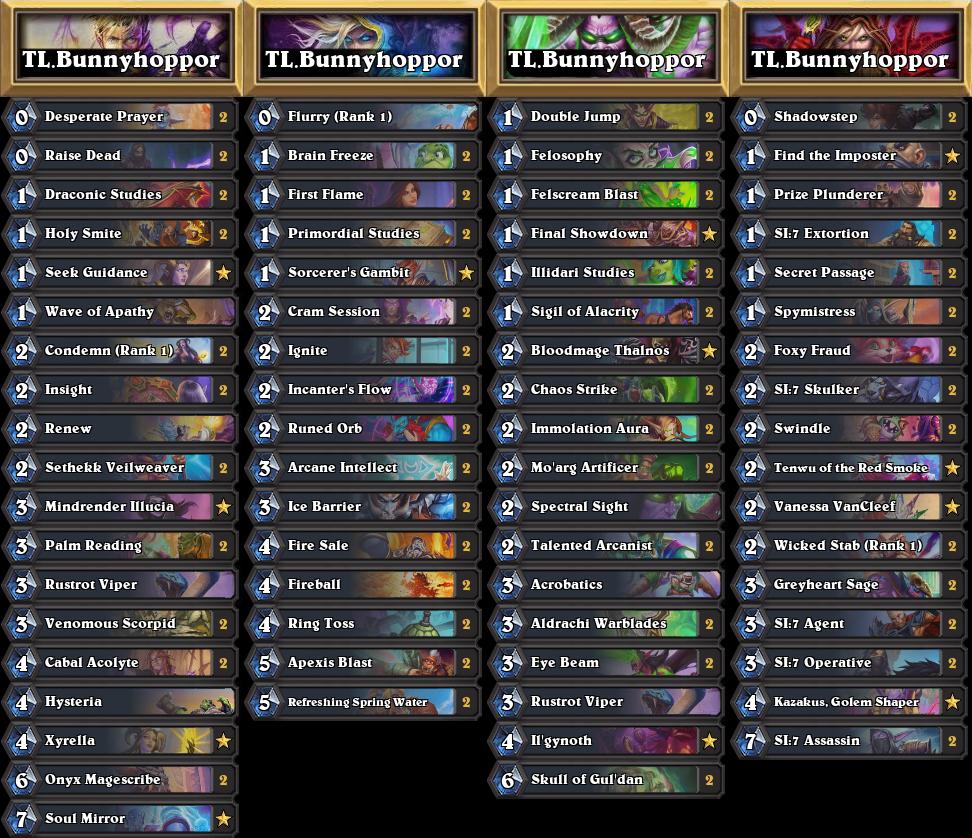 TL.Bunnyhoppor
0 Desperate Prayer 2
0 Raise Dead 2
1 Draconic Studies 2
1 Holy Smite 2
1 Seek Guidance
1 Wave of Apathy
2 Condemn (Rank 1) 2
2 Insight 2
2 Renew
2 Sethekk Veilweaver 2
3 Mindrender Illucia
3 Palm Reading 2
3 Rustrot Viper
3 Venomous Scorpid 2
4 Cabal Acolyte 2
4 Hysteria
4 Xyrella
6 Onyx Magescribe 2
7 Soul Mirror
TL.Bunnyhoppor
0 Flurry (Rank 1)
1 Brain Freeze 2
1 First Flame 2
1 Primordial Studies 2
1 Sorcerer's Gambit
2 Cram Session 2
2 Ignite 2
2 Incanter's Flow 2
2 Runed Orb 2
3 Arcane Intellect 2
3 Ice Barrier 2
4 Fire Sale 2
4 Fireball 2
4 Ring Toss 2
5 Apexis Blast 2
5 Refreshing Spring Water 2
TL.Bunnyhoppor
1 Double Jump 2
1 Felosophy 2
1 Felscream Blast 2
1 Final Showdown
1 Illidari Studies 2
1 Sigil of Alacrity 2
2 Bloodmage Thalnos
2 Chaos Strike 2
2 Immolation Aura 2
2 Mo'arg Artificer 2
2 Spectral Sight
2 Talented Arcanist 2
3 Acrobatics
3 Aldrachi Warblades 2
3 Eye Beam 2
3 Rustrot Viper
4 Il'gynoth
6 Skull of Gul'dan 2
TL.Bunnyhoppor
0 Shadowstep 2
1 Find the Imposter
1 Prize Plunderer 2
1 SI:7 Extortion 2
1 Secret Passage 2
1 Spymistress 2
2 Foxy Fraud 2
2 SI:7 Skulker 2
2 Swindle 2
2 Tenwu of the Red Smoke
2 Vanessa VanCleef
2 Wicked Stab (Rank 1) 2
3 Greyheart Sage 2
3 SI:7 Agent 2
3 SI:7 Operative 2
4 Kazakus, Golem Shaper
7 SI:7 Assassin 2